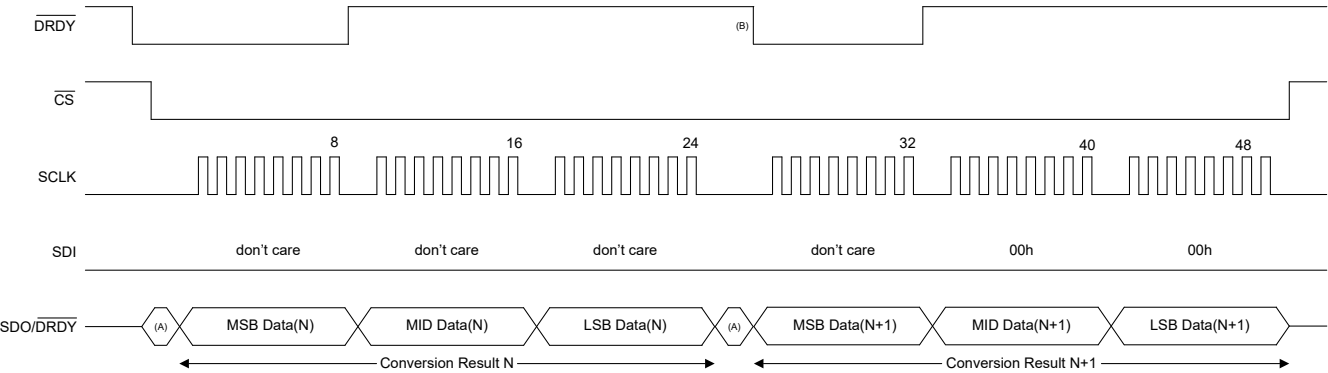 DRDY
(B)
CS
8 16 24 32 40 48
SCLK
SDI don't care don't care don't care don't care 00h 00h
SDO/DRDY (A) MSB Data(N) MID Data(N) LSB Data(N) (A) MSB Data(N+1) MID Data(N+1) LSB Data(N+1)
Conversion Result N Conversion Result N+1